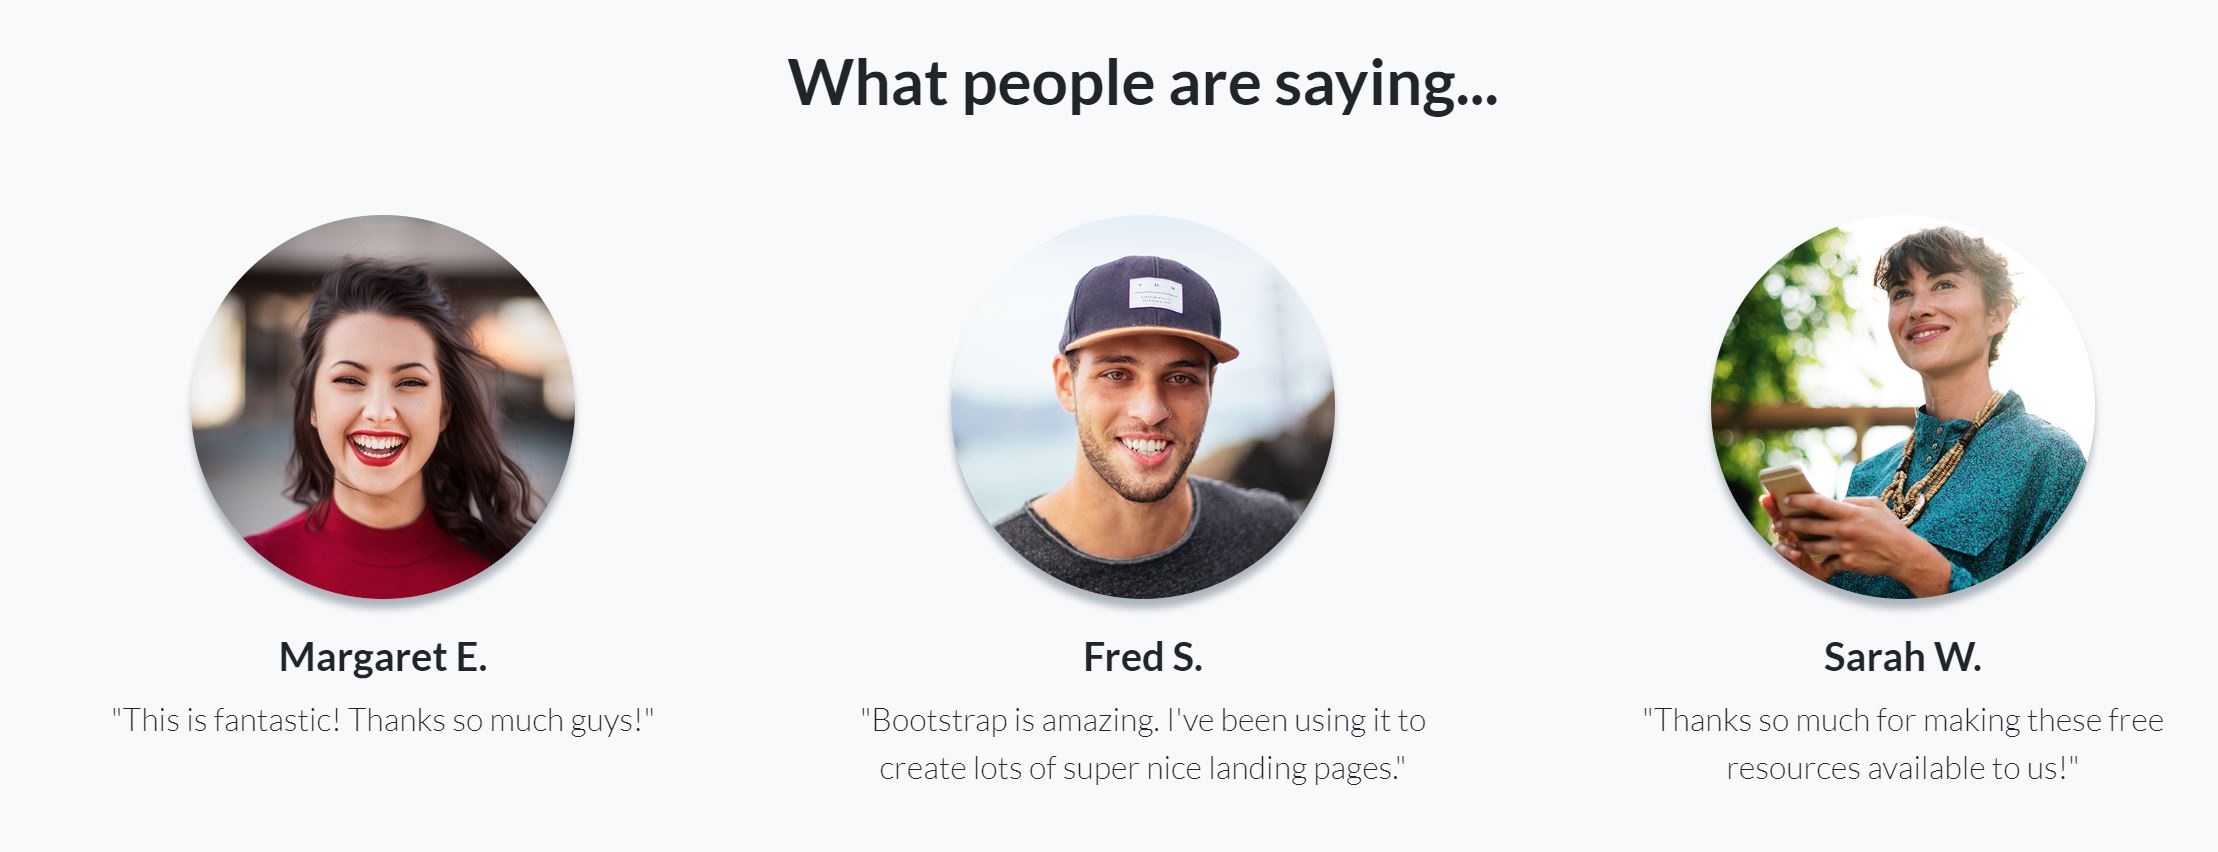 What people are saying...
Margaret E.
"This is fantastic! Thanks so much guys!"
Fred S.
"Bootstrap is amazing. I've been using it to
create lots of super nice landing pages."
Sarah W.
"Thanks so much for making these free
resources available to us!"